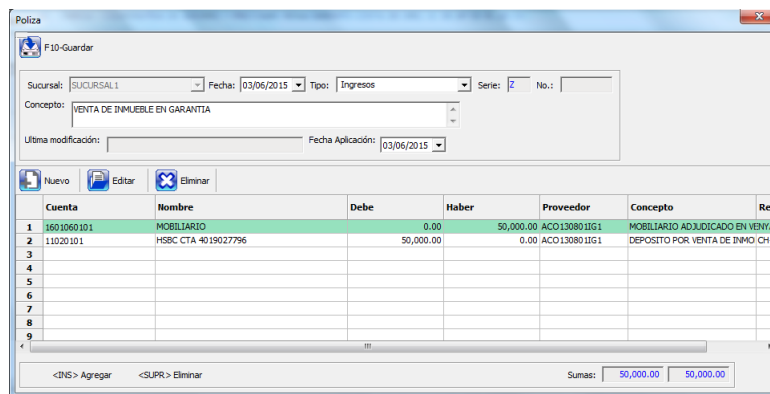 Poliza
F10-Guardar
Sucursal: SUCURSAL1 Fecha: 03/06/2015 Tipo: Ingresos Serie: Z No.:
Concepto: VENTA DE INMUEBLE EN GARANTIA
Ultima modificación: Fecha Aplicación: 03/06/2015
Nuevo Editar Eliminar
Cuenta Nombre Debe Haber Proveedor Concepto Re
1 1601060101 MOBILIARIO 0.00 50,000.00 ACO130801IG1 MOBILIARIO ADJUDICADO EN VENY
2 11020101 HSBC CTA 4019027796 50,000.00 0.00 ACO130801IG1 DEPOSITO POR VENTA DE INMO CH
3
4
5
6
7
8
9
<INS> Agregar <SUPR> Eliminar Sumas: 50,000.00 50,000.00